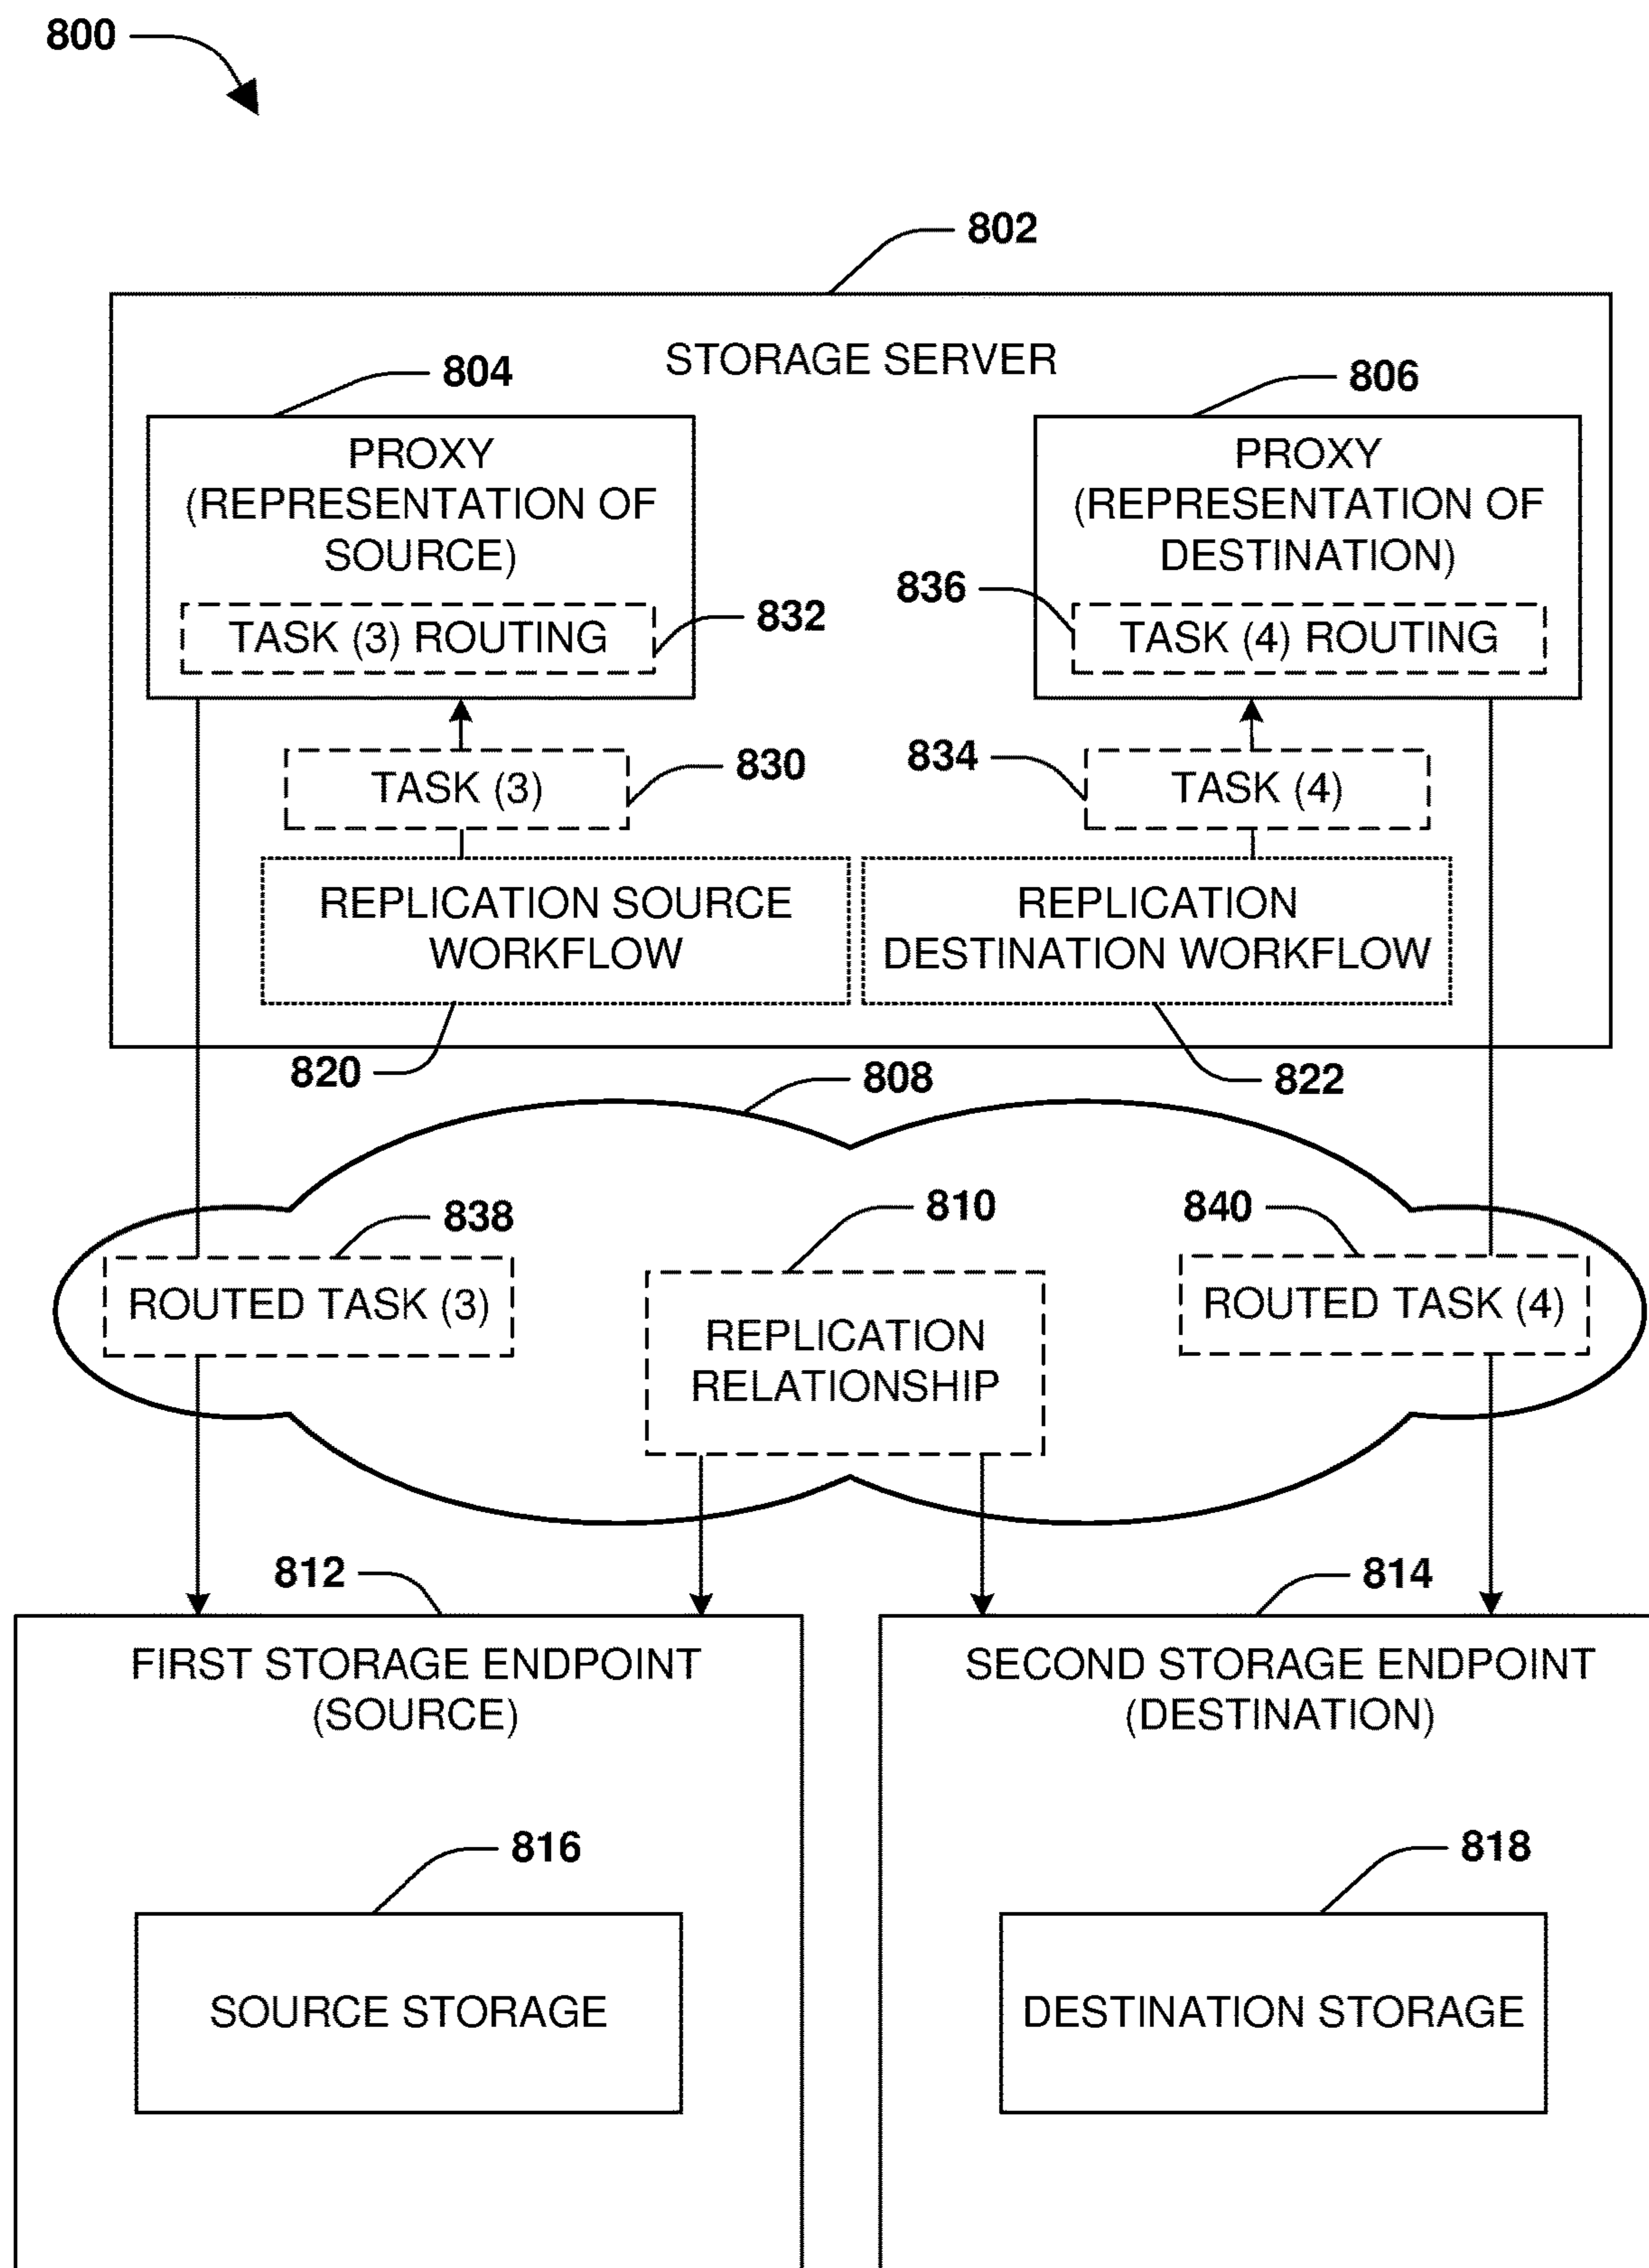 800
802
STORAGE SERVER
804
806
PROXY
(REPRESENTATION OF
SOURCE)
832
TASK (3) ROUTING
PROXY
(REPRESENTATION OF
DESTINATION)
836
TASK (4) ROUTING
TASK (3)
830
834
TASK (4)
REPLICATION SOURCE
WORKFLOW
REPLICATION
DESTINATION WORKFLOW
820
822
808
838
810
840
ROUTED TASK (3)
REPLICATION
RELATIONSHIP
ROUTED TASK (4)
812
814
FIRST STORAGE ENDPOINT
(SOURCE)
SECOND STORAGE ENDPOINT
(DESTINATION)
816
818
SOURCE STORAGE
DESTINATION STORAGE